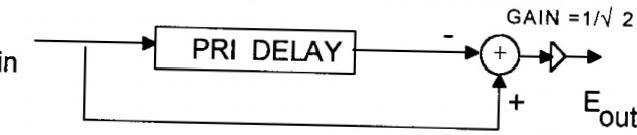 GAIN =1/√ 2
in
PRI DELAY
-
+
+
E out